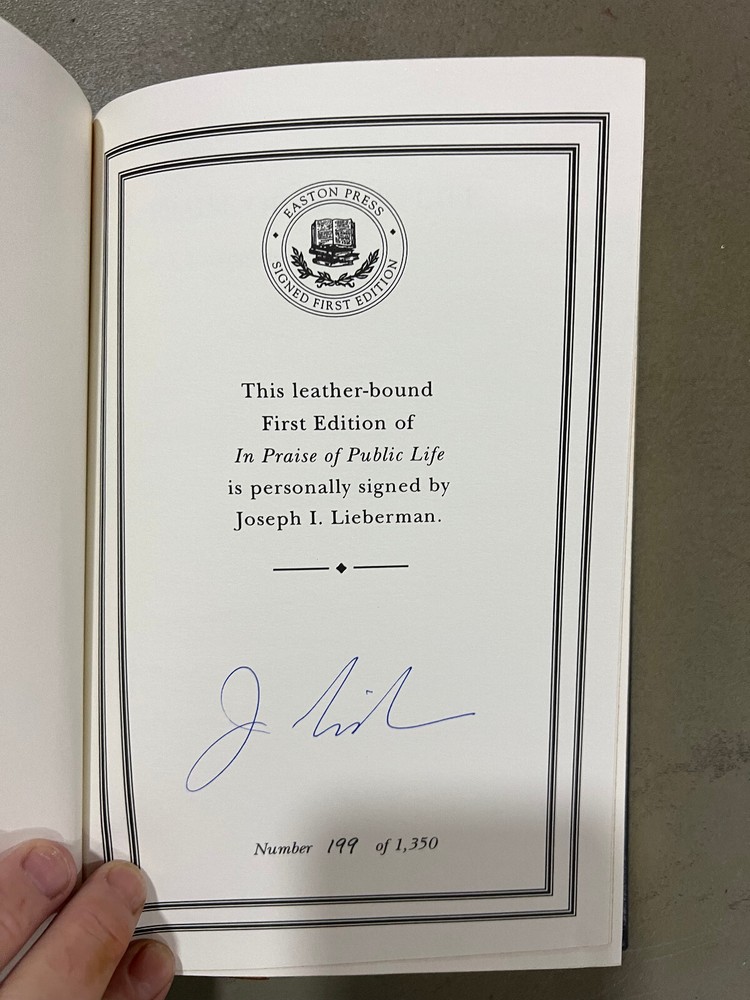 EASTON PRESS
SIGNED FIRST EDITION
This leather-bound
First Edition of
In Praise of Public Life
is personally signed by
Joseph I. Lieberman.
Number 199 of 1,350